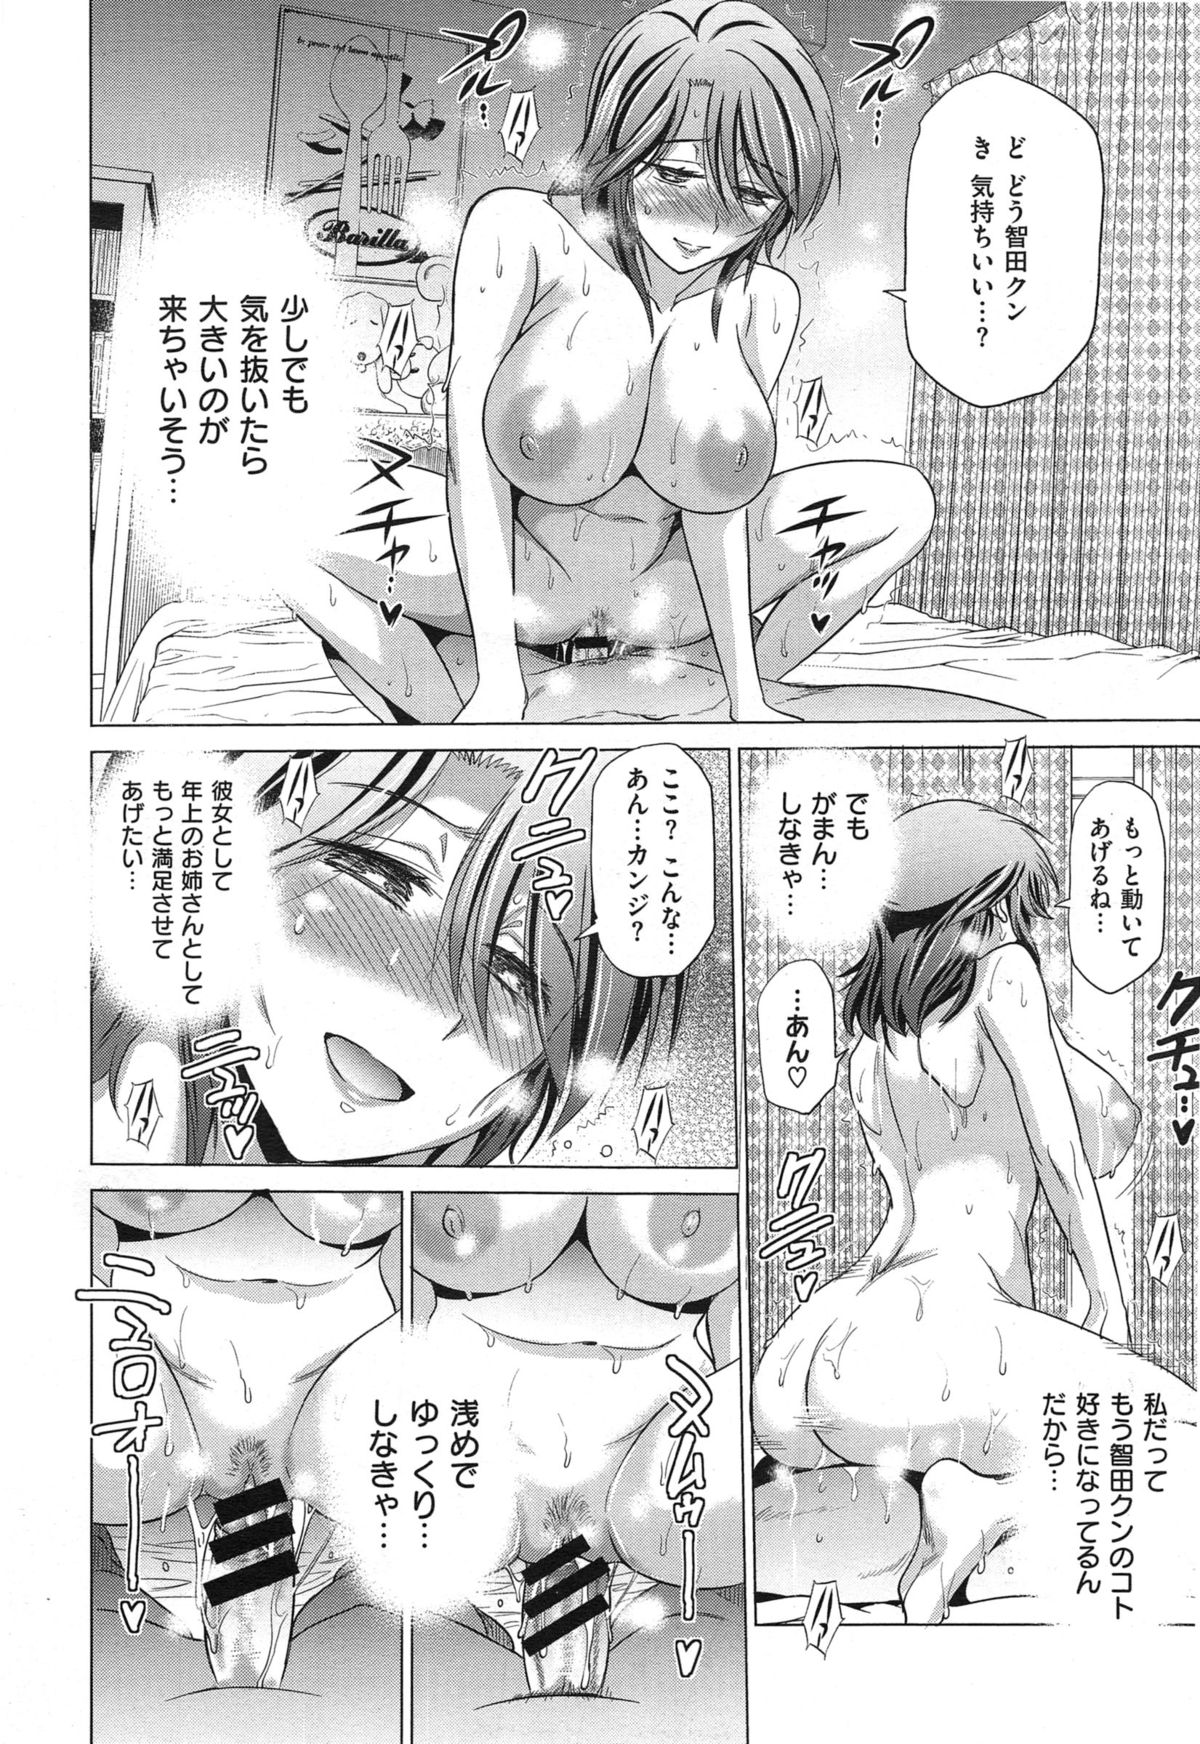 ど どう智田クン
き 気持ちいい…？
プルッ…
プルッ…
少しでも
気を抜いたら
大きいのが
来ちゃいそう…
Barilla
ヌチャ…♥
チャッ♥
もっと動いて
あげるね…
でも
がまん…
しなきゃ…
…あん♡
クチュ…♥
クニュ♥
私だって
もう智田クンのコト
好きになってるん
だから…
ここ？こんな…
あん…カンジ？
クニュ♥
彼女として
年上のお姉さんとして
もっと満足させて
あげたい…
ニュッ♥
浅めで
ゆっくり…
しなきゃ…
ヌムゥーー♥
ニュロォーー♥